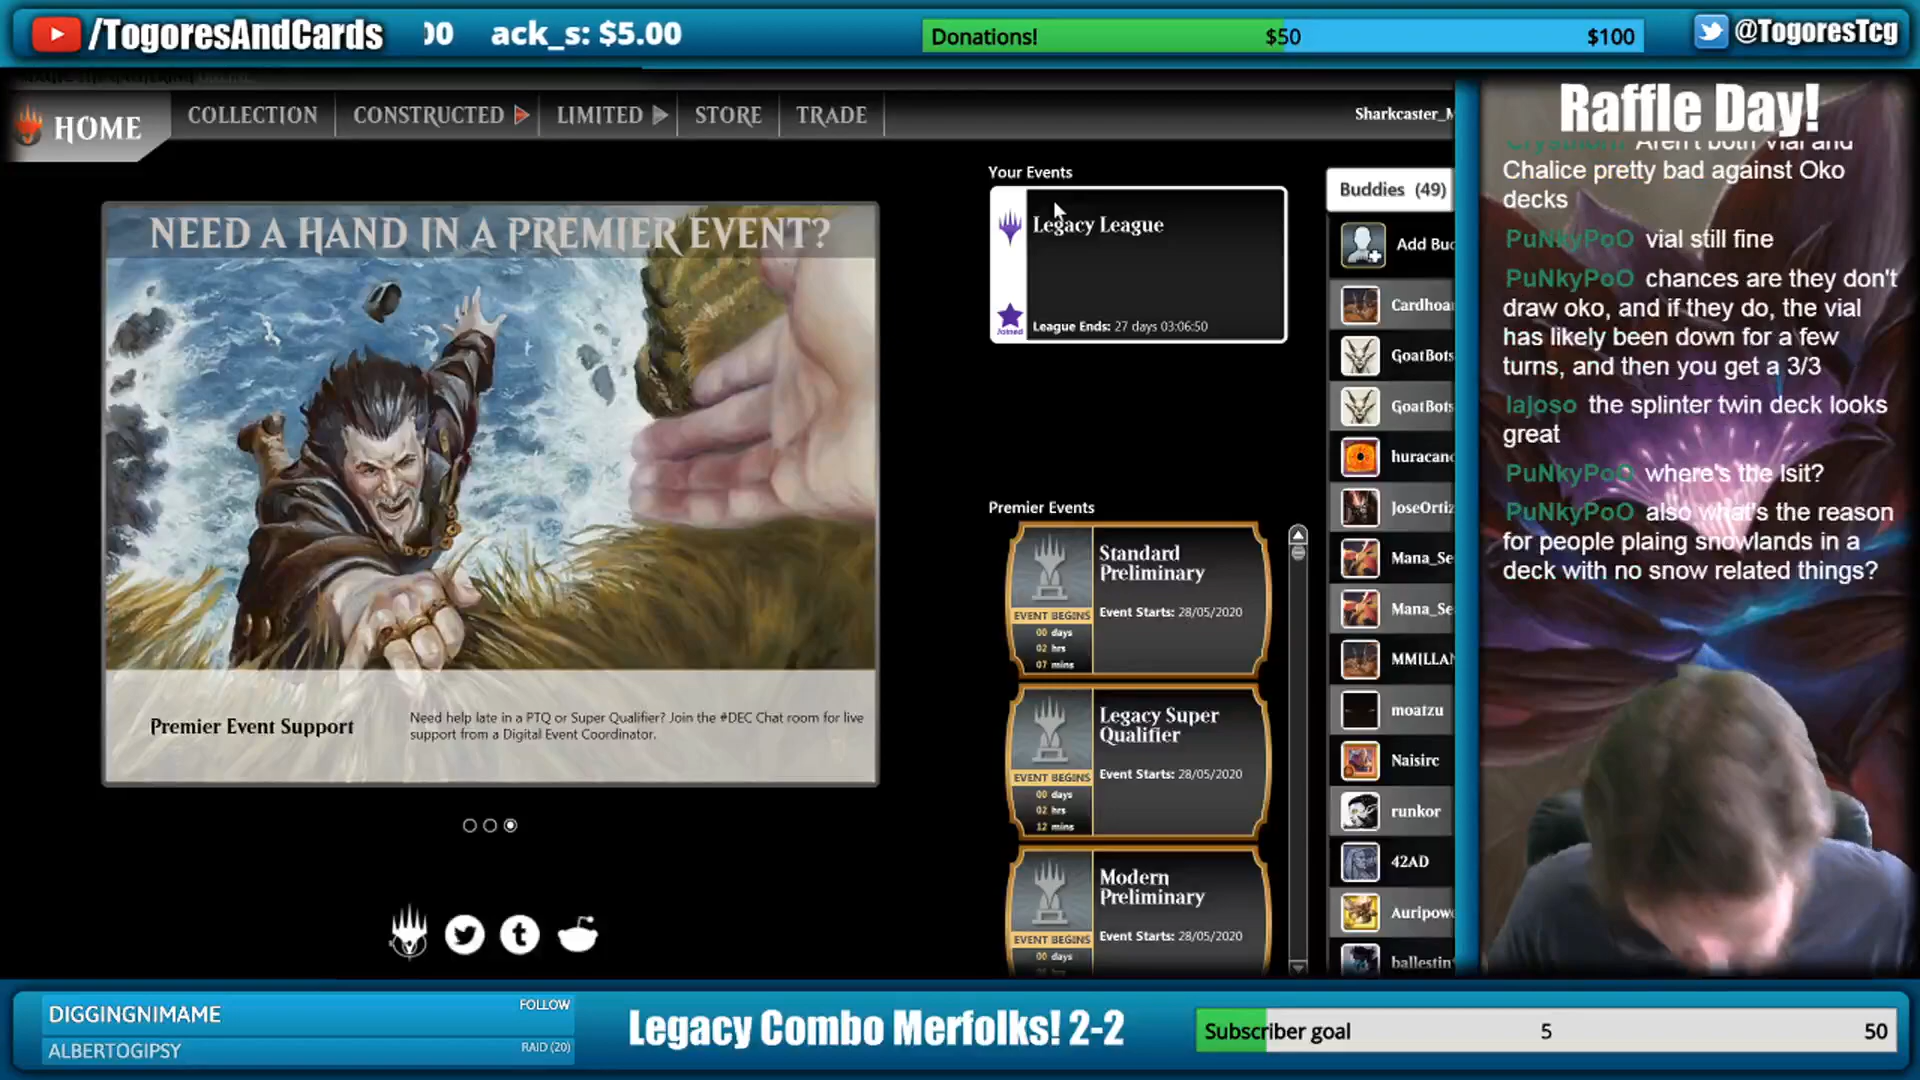 /TogoresAndCards
00 ack_s: $5.00
Donations! $50 $100
@TogoresTcg
HOME
COLLECTION
CONSTRUCTED
LIMITED
STORE
TRADE
Sharkcaster_M
NEED A HAND IN A PREMIER EVENT?
Premier Event Support
Need help late in a PTQ or Super Qualifier? Join the #DEC Chat room for live
support from a Digital Event Coordinator.
Your Events
Legacy League
Joined
League Ends: 27 days 03:06:50
Premier Events
Standard
Preliminary
Event Starts: 28/05/2020
EVENT BEGINS
00 days
02 hrs
07 mins
Legacy Super
Qualifier
Event Starts: 28/05/2020
EVENT BEGINS
00 days
02 hrs
12 mins
Modern
Preliminary
Event Starts: 28/05/2020
EVENT BEGINS
00 days
Buddies (49)
Add Bud
Cardhoa
GoatBots
GoatBots
huracan
JoseOrtiz
Mana_Se
Mana_Se
MMILLA
moatzu
Naisirc
runkor
42AD
Auripow
ballestin
Raffle Day!
Aren't both Vial and
Chalice pretty bad against Oko
decks
PuNkyPoO vial still fine
PuNkyPoO chances are they don't
draw oko, and if they do, the vial
has likely been down for a few
turns, and then you get a 3/3
lajoso the splinter twin deck looks
great
PuNkyPoO where's the lsit?
PuNkyPoO also what's the reason
for people plaing snowlands in a
deck with no snow related things?
DIGGINGNIMAME FOLLOW
ALBERTOGIPSY RAID (20)
Legacy Combo Merfolks! 2-2
Subscriber goal 5 50